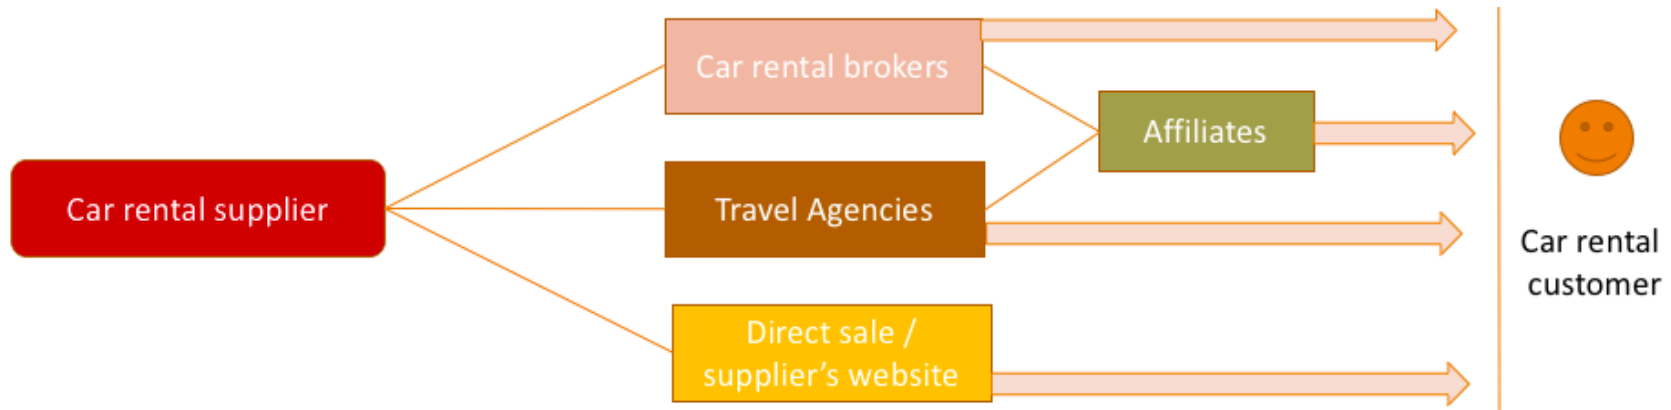 Car rental supplier
Car rental brokers
Travel Agencies
Direct sale /
supplier’s website
Affiliates
Car rental
customer